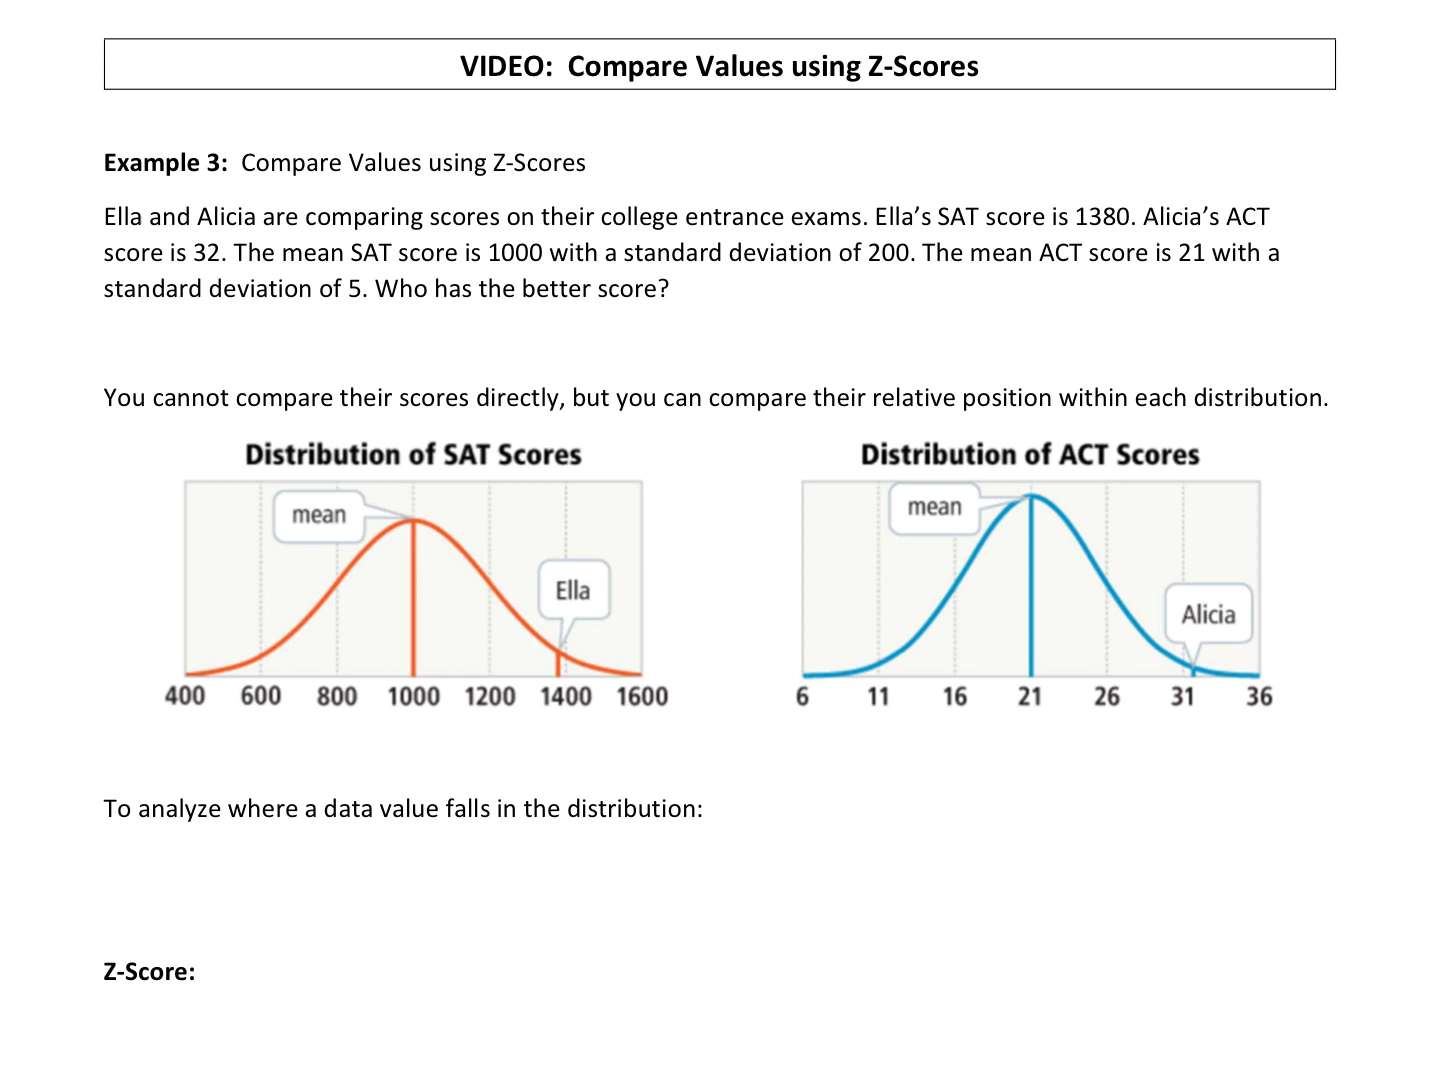 VIDEO:  Compare Values using Z-Scores
Example 3:  Compare Values using Z-Scores
Ella and Alicia are comparing scores on their college entrance exams. Ella’s SAT score is 1380. Alicia’s ACT
score is 32. The mean SAT score is 1000 with a standard deviation of 200. The mean ACT score is 21 with a
standard deviation of 5. Who has the better score?
You cannot compare their scores directly, but you can compare their relative position within each distribution.
Distribution of SAT Scores
mean
Ella
400 600 800 1000 1200 1400 1600
Distribution of ACT Scores
mean
Alicia
6 11 16 21 26 31 36
To analyze where a data value falls in the distribution:
Z-Score: